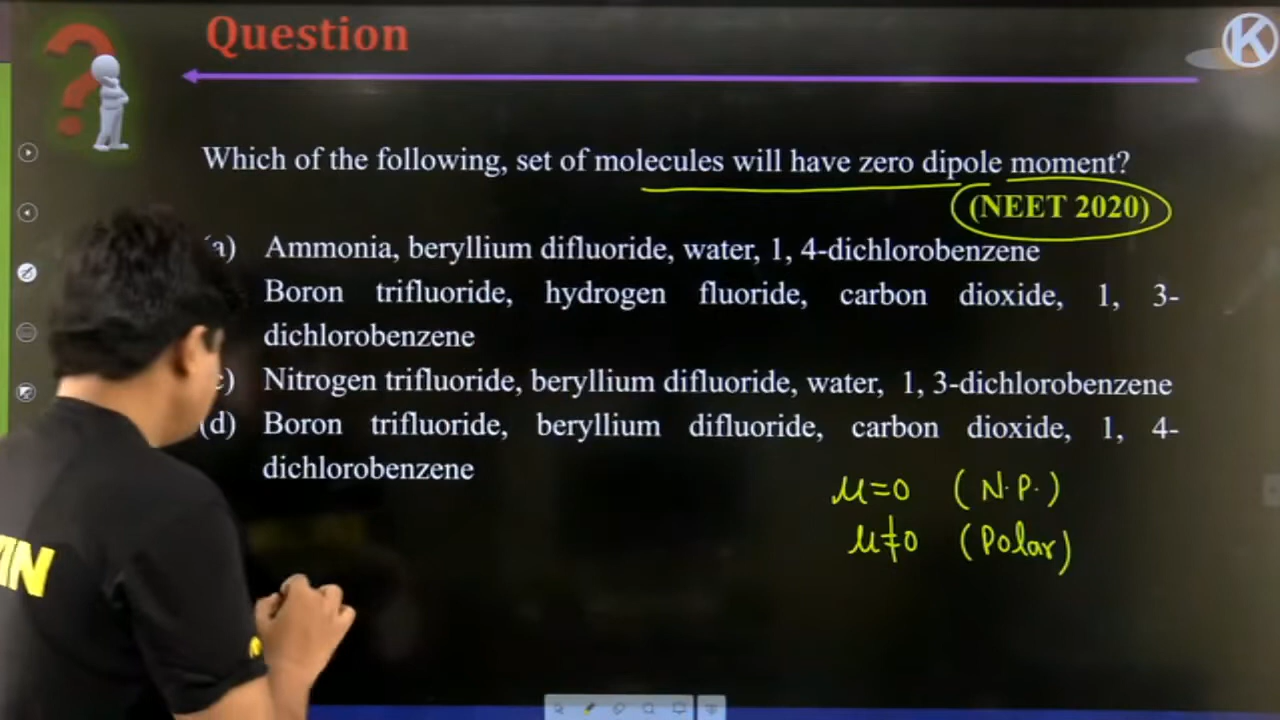 Question
K
Which of the following, set of molecules will have zero dipole moment?
(NEET 2020)
(a) Ammonia, beryllium difluoride, water, 1, 4-dichlorobenzene
Boron trifluoride, hydrogen fluoride, carbon dioxide, 1, 3-
dichlorobenzene
c) Nitrogen trifluoride, beryllium difluoride, water, 1, 3-dichlorobenzene
(d) Boron trifluoride, beryllium difluoride, carbon dioxide, 1, 4-
dichlorobenzene
μ=0 (N.P.)
μ≠0 (Polar)